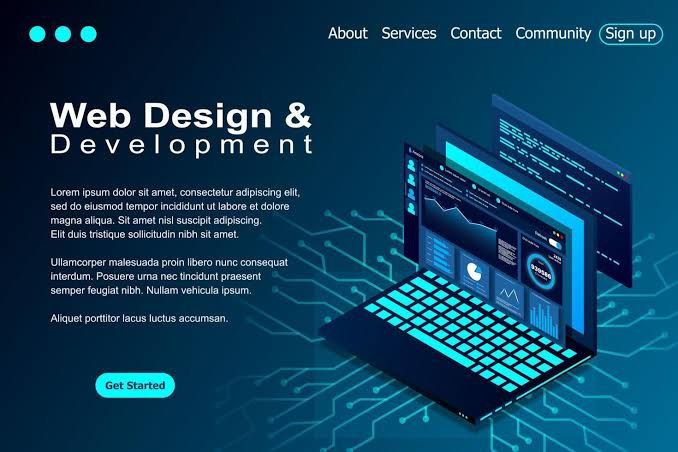 About Services Contact Community Sign up
Web Design &
Development
Lorem ipsum dolor sit amet, consectetur adipiscing elit,
sed do eiusmod tempor incididunt ut labore et dolore
magna aliqua. Sit amet nisl suscipit adipiscing.
Elit duis tristique sollicitudin nibh sit amet.
Ullamcorper malesuada proin libero nunc consequat
interdum. Posuere urna nec tincidunt praesent
semper feugiat nibh. Nullam vehicula ipsum.
Aliquet porttitor lacus luctus accumsan.
Get Started